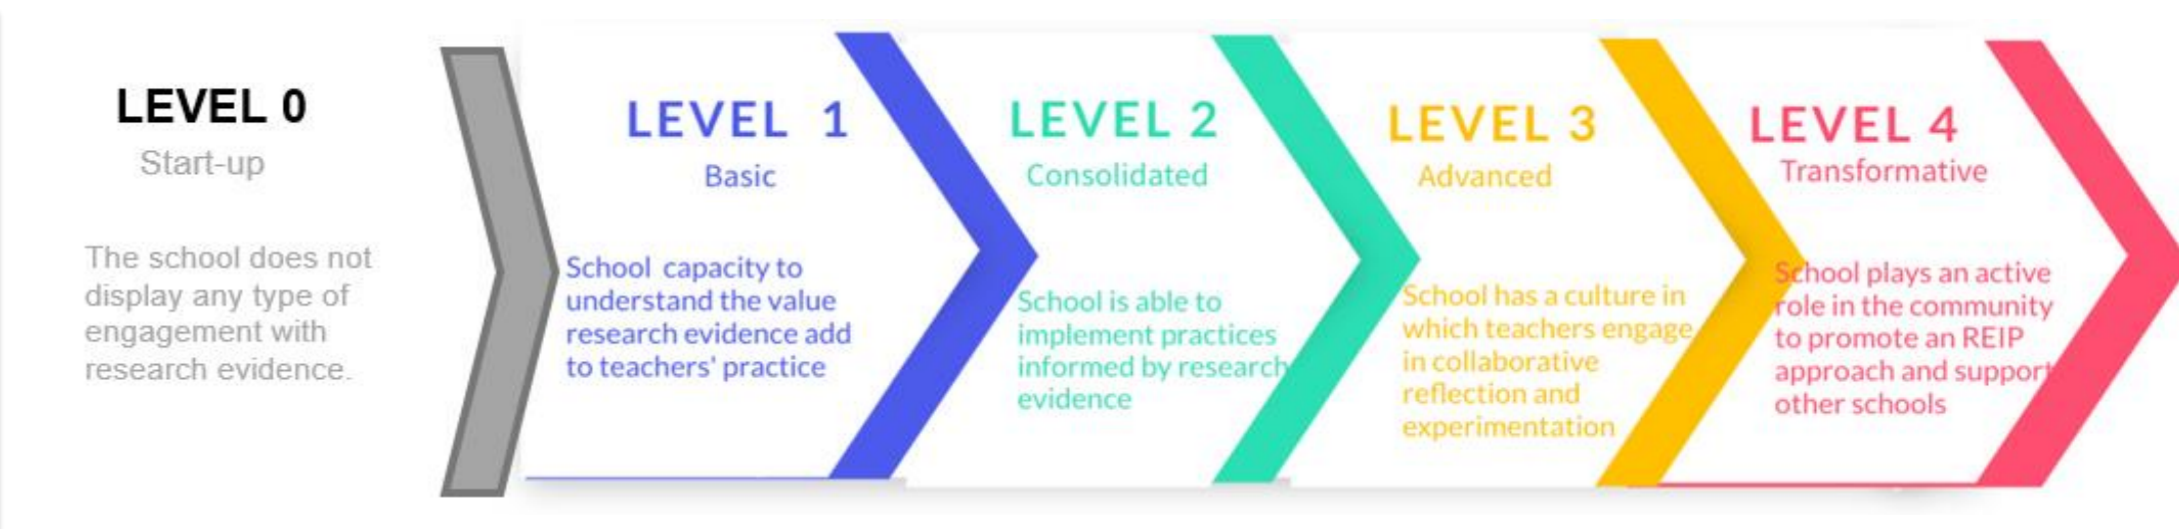 LEVEL 0
Start-up
The school does not
display any type of
engagement with
research evidence.
LEVEL 1
Basic
School capacity to
understand the value
research evidence add
to teachers' practice
LEVEL 2
Consolidated
School is able to
implement practices
informed by research
evidence
LEVEL 3
Advanced
School has a culture in
which teachers engage
in collaborative
reflection and
experimentation
LEVEL 4
Transformative
School plays an active
role in the community
to promote an REIP
approach and support
other schools